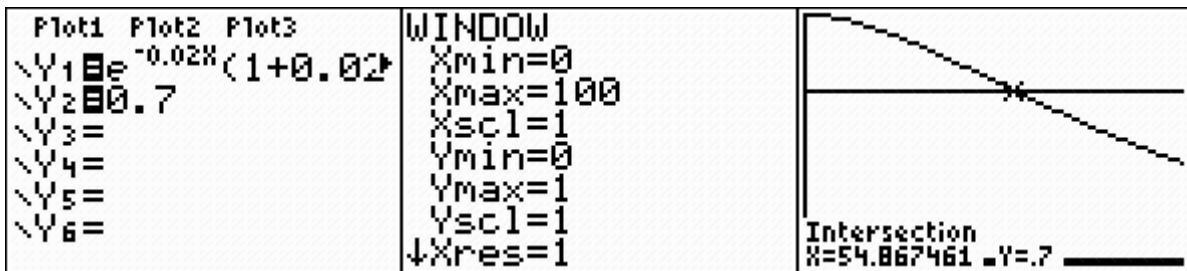 Plot1 Plot2 Plot3
\Y1=e^-0.02X(1+0.02
\Y2=0.7
\Y3=
\Y4=
\Y5=
\Y6=
WINDOW
Xmin=0
Xmax=100
Xscl=1
Ymin=0
Ymax=1
Yscl=1
↓Xres=1
Intersection
X=54.867461 Y=.7